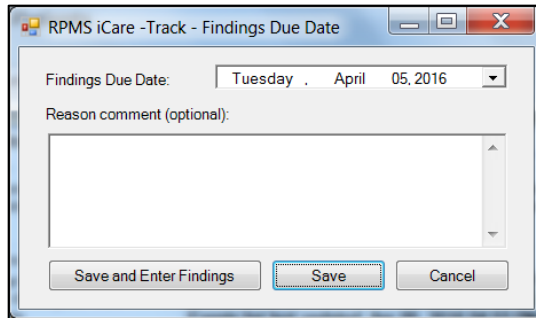 RPMS iCare -Track - Findings Due Date
Findings Due Date: Tuesday , April 05, 2016
Reason comment (optional):
Save and Enter Findings Save Cancel